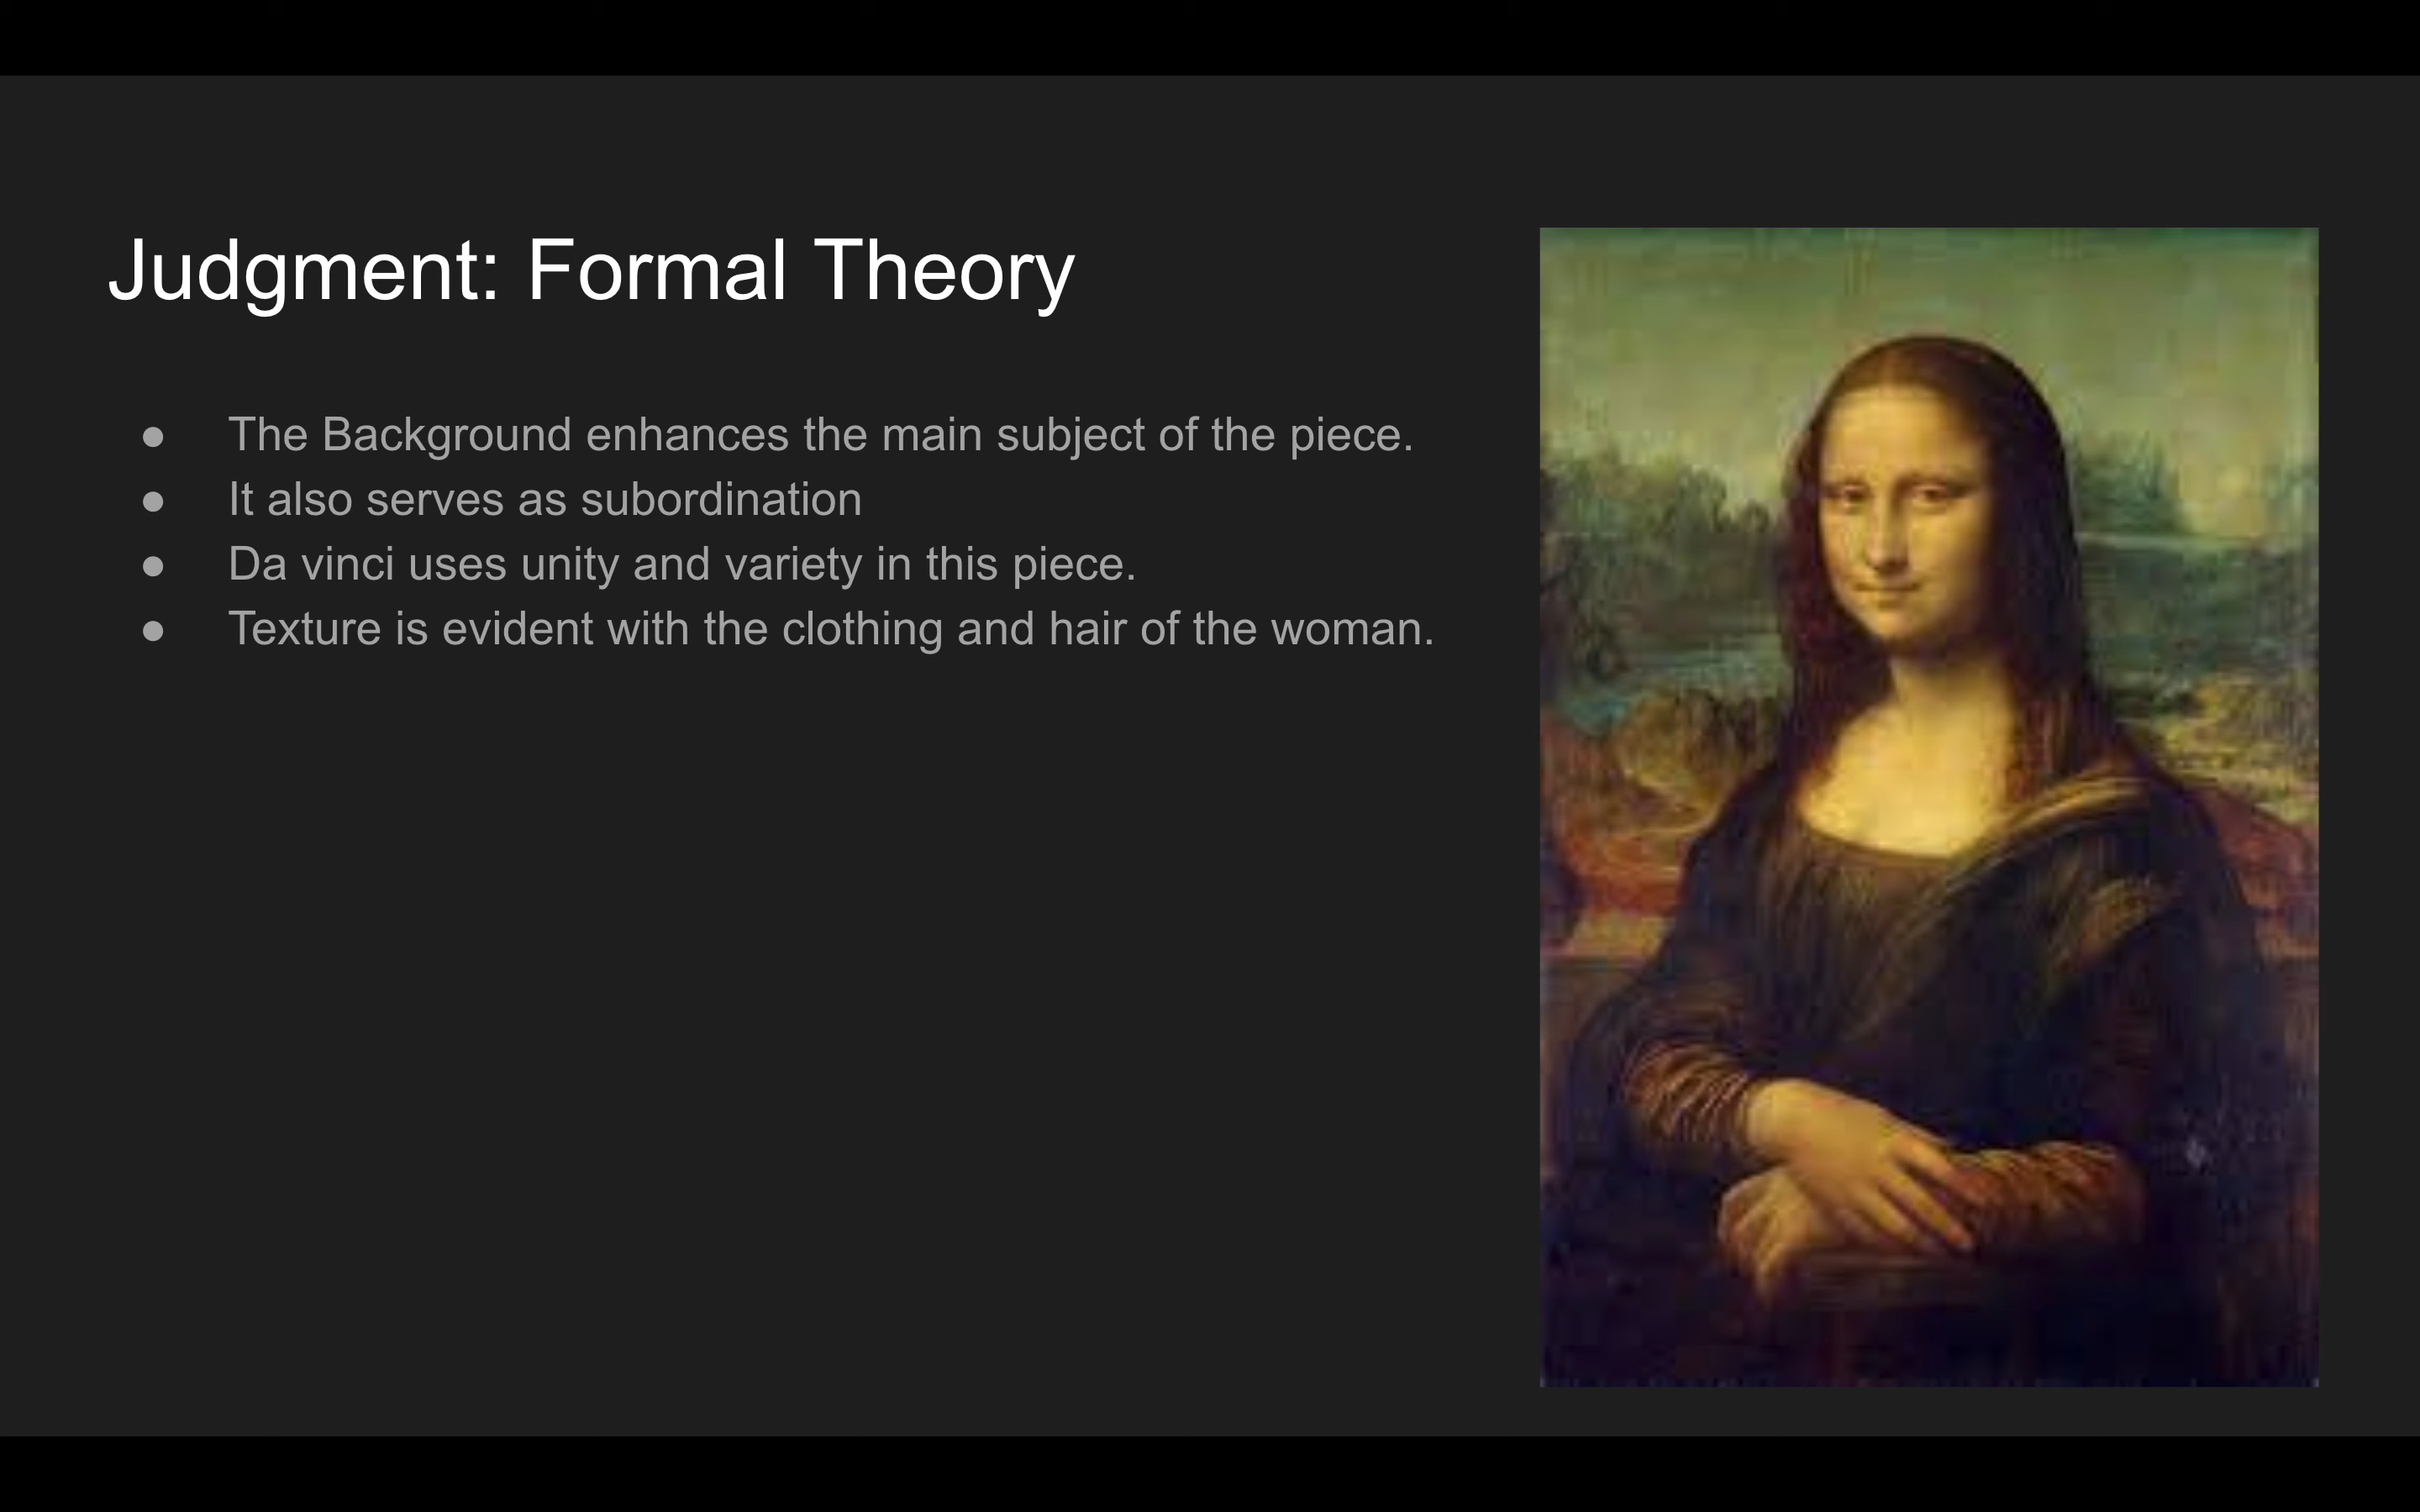 Judgment: Formal Theory
● The Background enhances the main subject of the piece.
● It also serves as subordination
● Da vinci uses unity and variety in this piece.
● Texture is evident with the clothing and hair of the woman.